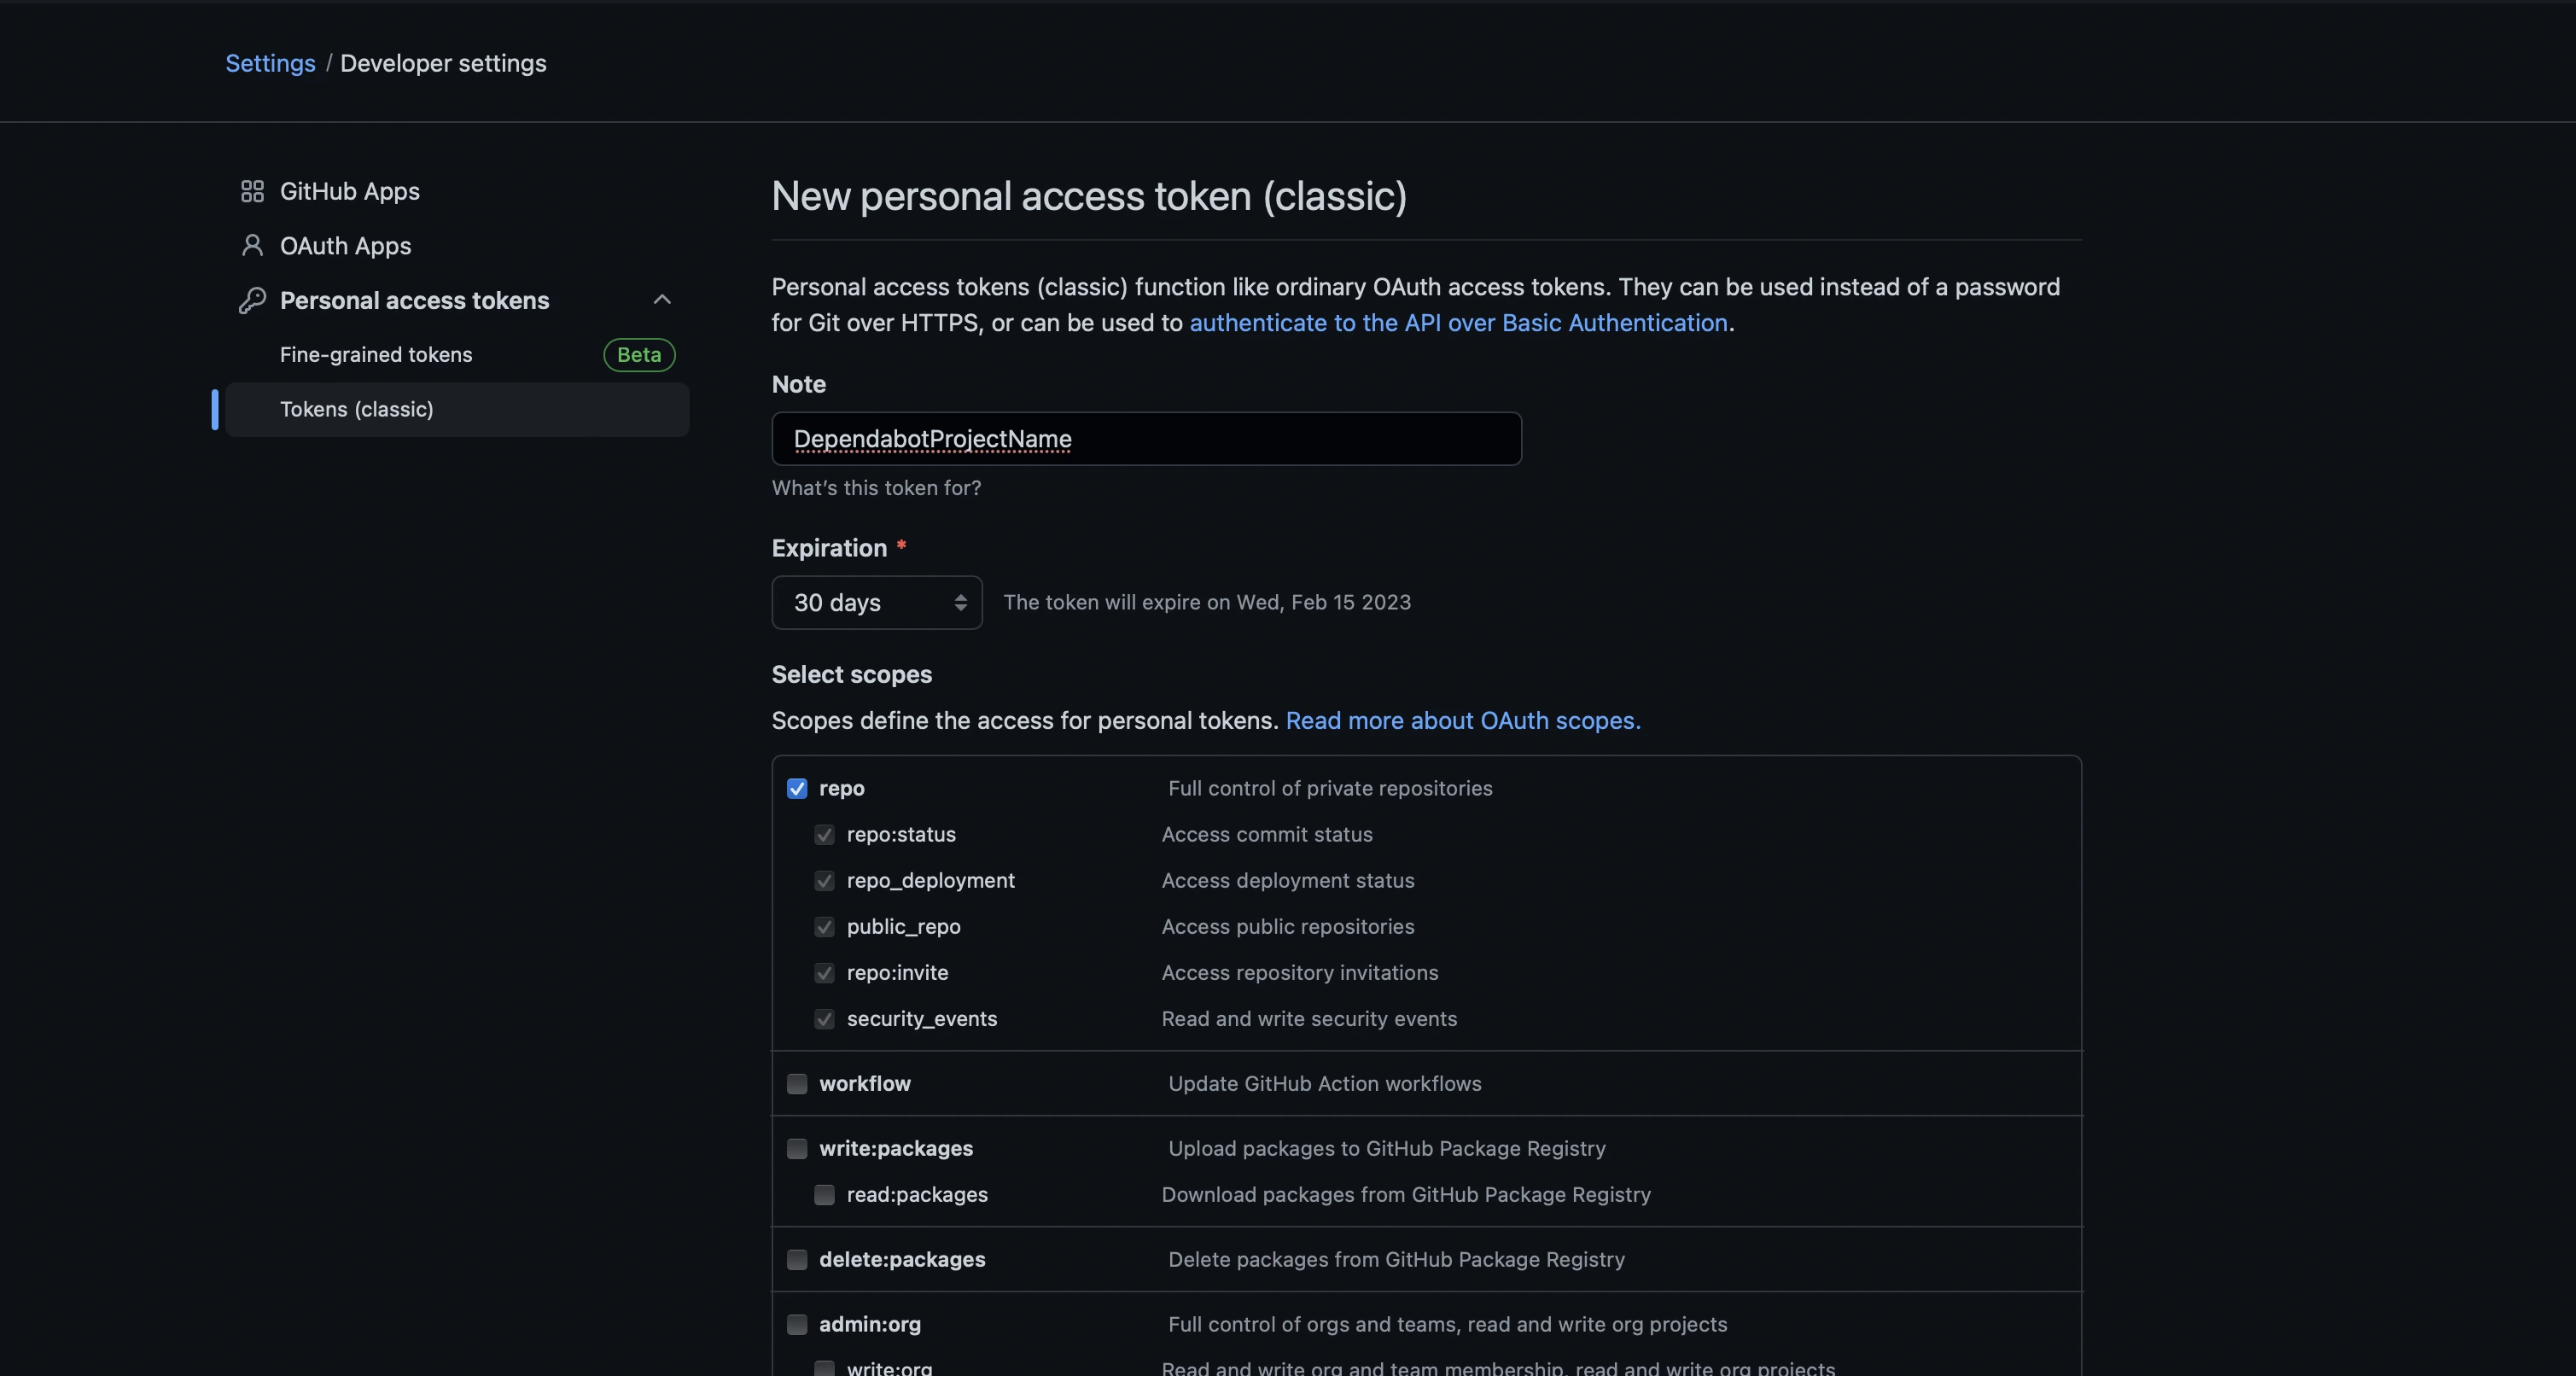 Settings / Developer settings
GitHub Apps
OAuth Apps
Personal access tokens
Fine-grained tokens Beta
Tokens (classic)
New personal access token (classic)
Personal access tokens (classic) function like ordinary OAuth access tokens. They can be used instead of a password
for Git over HTTPS, or can be used to authenticate to the API over Basic Authentication.
Note
DependabotProjectName
What's this token for?
Expiration *
30 days The token will expire on Wed, Feb 15 2023
Select scopes
Scopes define the access for personal tokens. Read more about OAuth scopes.
repo Full control of private repositories
repo:status Access commit status
repo_deployment Access deployment status
public_repo Access public repositories
repo:invite Access repository invitations
security_events Read and write security events
workflow Update GitHub Action workflows
write:packages Upload packages to GitHub Package Registry
read:packages Download packages from GitHub Package Registry
delete:packages Delete packages from GitHub Package Registry
admin:org Full control of orgs and teams, read and write org projects
write:org Read and write org and team membership, read and write org projects